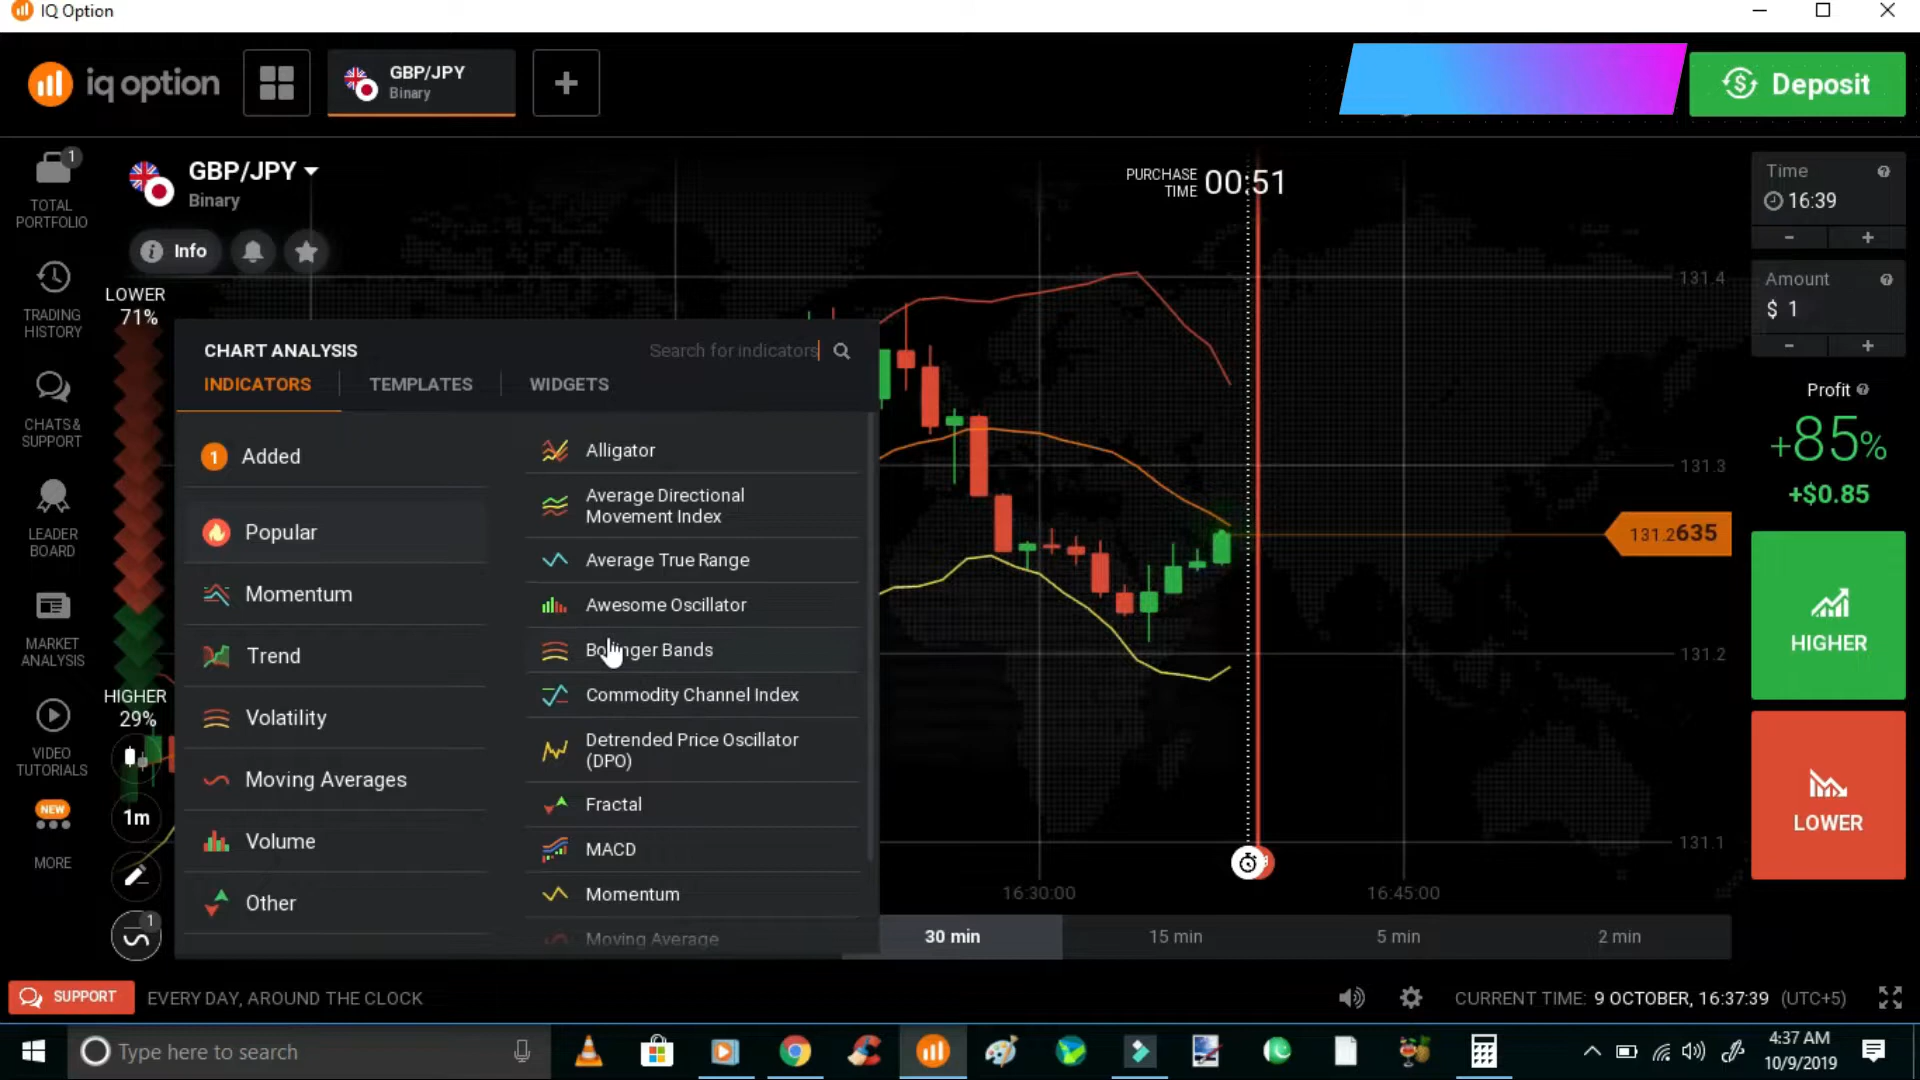 IQ Option
iq option
GBP/JPY
Binary
Deposit
1
TOTAL
PORTFOLIO
TRADING
HISTORY
CHATS &
SUPPORT
LEADER
BOARD
MARKET
ANALYSIS
VIDEO
TUTORIALS
NEW
MORE
GBP/JPY
Binary
Info
LOWER
71%
HIGHER
29%
1m
1
PURCHASE
TIME
00:51
CHART ANALYSIS
Search for indicators
INDICATORS
TEMPLATES
WIDGETS
1 Added
Popular
Momentum
Trend
Volatility
Moving Averages
Volume
Other
Alligator
Average Directional
Movement Index
Average True Range
Awesome Oscillator
Bollinger Bands
Commodity Channel Index
Detrended Price Oscillator
(DPO)
Fractal
MACD
Momentum
Moving Average
131.4
131.3
131.2635
131.2
131.1
16:30:00
16:45:00
30 min
15 min
5 min
2 min
Time
16:39
- +
Amount
$ 1
- +
Profit
+85%
+$0.85
HIGHER
LOWER
SUPPORT
EVERY DAY, AROUND THE CLOCK
CURRENT TIME: 9 OCTOBER, 16:37:39 (UTC+5)
Type here to search
4:37 AM
10/9/2019